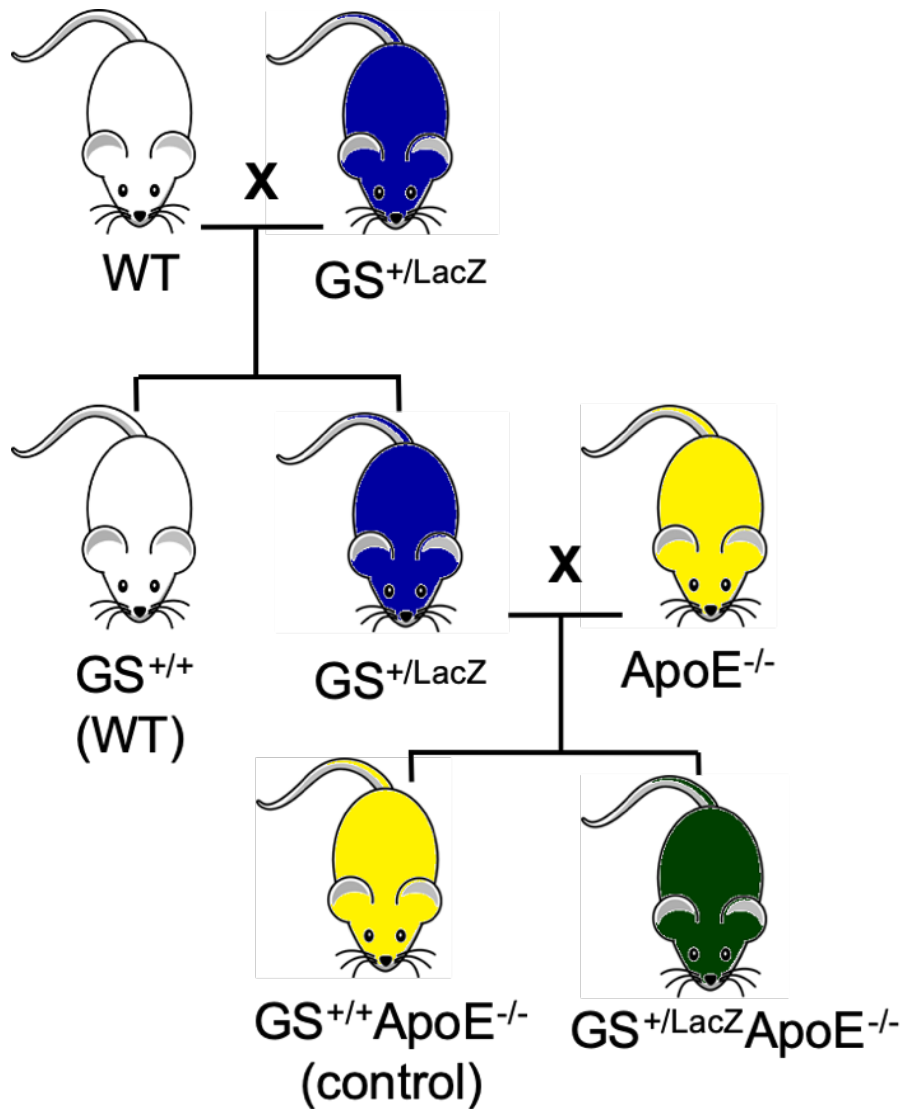 X
WT
GS+/LacZ
X
GS+/+
(WT)
GS+/LacZ
ApoE-/-
GS+/+ApoE-/-
(control)
GS+/LacZApoE-/-